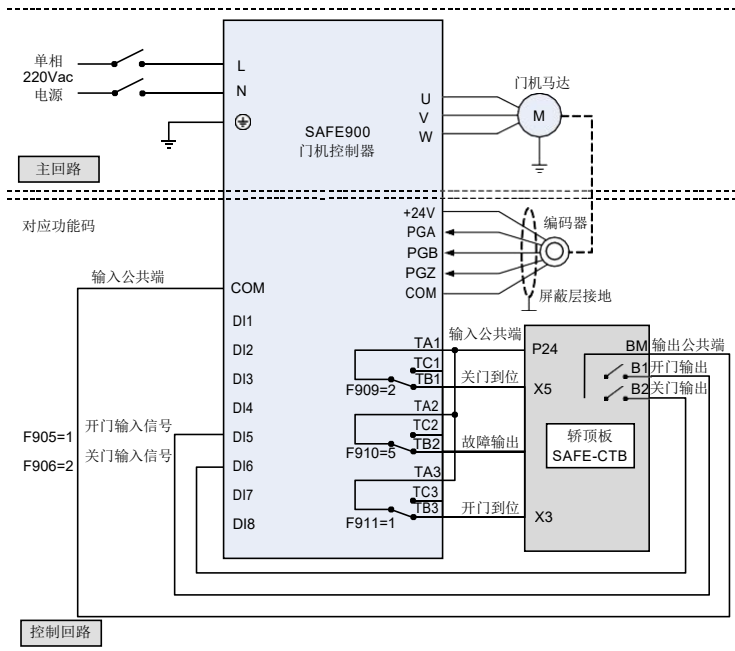 单相
220Vac
电源
L
N
SAFE900
门机控制器
U
V
W
门机马达
M
主回路
对应功能码
+24V
PGA
PGB
PGZ
COM
编码器
屏蔽层接地
输入公共端
COM
DI1
DI2
DI3
DI4
DI5
DI6
DI7
DI8
F905=1
开门输入信号
F906=2
关门输入信号
TA1
TC1
TB1
F909=2
TA2
TC2
TB2
F910=5
TA3
TC3
TB3
F911=1
输入公共端
关门到位
故障输出
开门到位
P24
X5
X3
BM
输出公共端
B1
开门输出
B2
关门输出
轿顶板
SAFE-CTB
控制回路